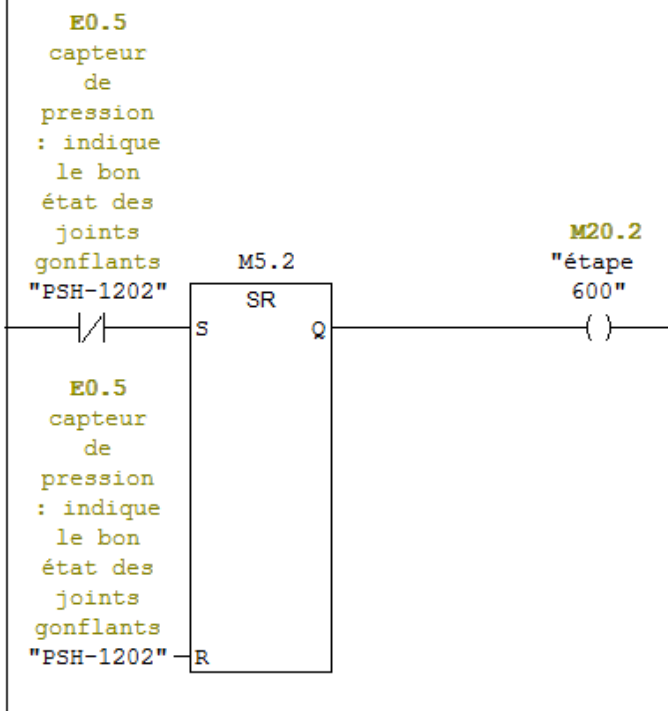 E0.5
capteur
de
pression
: indique
le bon
état des
joints
gonflants
"PSH-1202"
M5.2
SR
S
Q
M20.2
"étape
600"
E0.5
capteur
de
pression
: indique
le bon
état des
joints
gonflants
"PSH-1202"
R